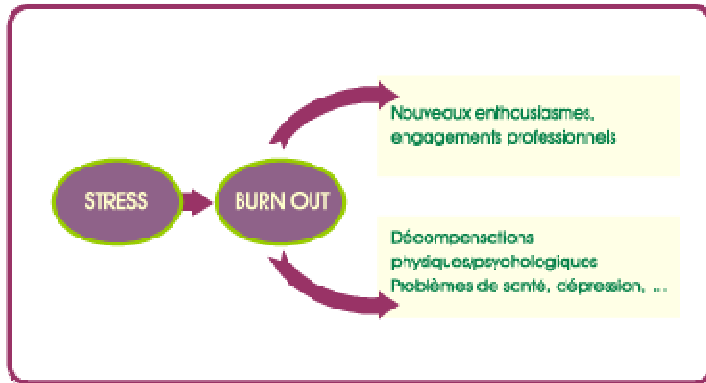 STRESS
BURN OUT
Nouveaux enthousiasmes,
engagements professionnels
Décompensations
physiques/psychologiques
Problèmes de santé, dépression, ...